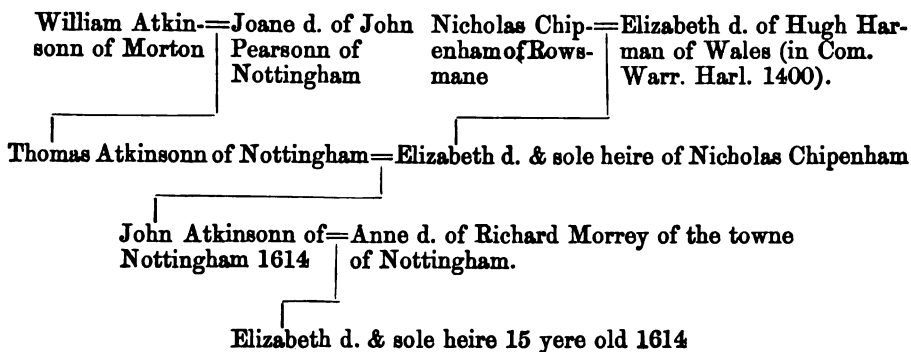 William Atkin-=Joane d. of John Nicholas Chip-=Elizabeth d. of Hugh Har-
sonn of Morton Pearsonn of enham of Rows- man of Wales (in Com.
Nottingham mane Warr. Harl. 1400).
Thomas Atkinsonn of Nottingham=Elizabeth d. & sole heire of Nicholas Chipenham
John Atkinsonn of=Anne d. of Richard Morrey of the towne
Nottingham 1614 of Nottingham.
Elizabeth d. & sole heire 15 yere old 1614